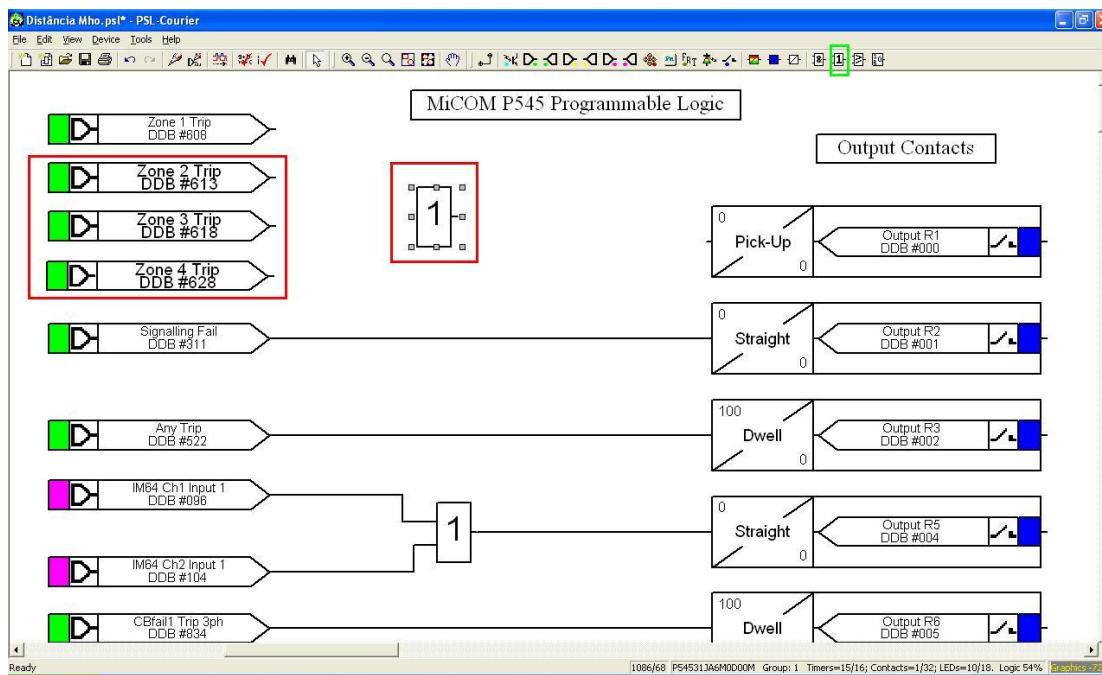 Distância Mho.psl* - PSL-Courier
File Edit View Device Tools Help
MiCOM P545 Programmable Logic
Output Contacts
Zone 1 Trip
DDB #608
Zone 2 Trip
DDB #613
Zone 3 Trip
DDB #618
Zone 4 Trip
DDB #628
1
0
Pick-Up
0
Output R1
DDB #000
Signalling Fail
DDB #311
0
Straight
0
Output R2
DDB #001
Any Trip
DDB #522
100
Dwell
0
Output R3
DDB #002
IM64 Ch1 Input 1
DDB #096
IM64 Ch2 Input 1
DDB #104
1
0
Straight
0
Output R5
DDB #004
CBfail1 Trip 3ph
DDB #834
100
Dwell
Output R6
DDB #005
Ready
1086/68 P54531JA6M0D00M Group: 1 Timers=15/16; Contacts=1/32; LEDs=10/18. Logic 54%